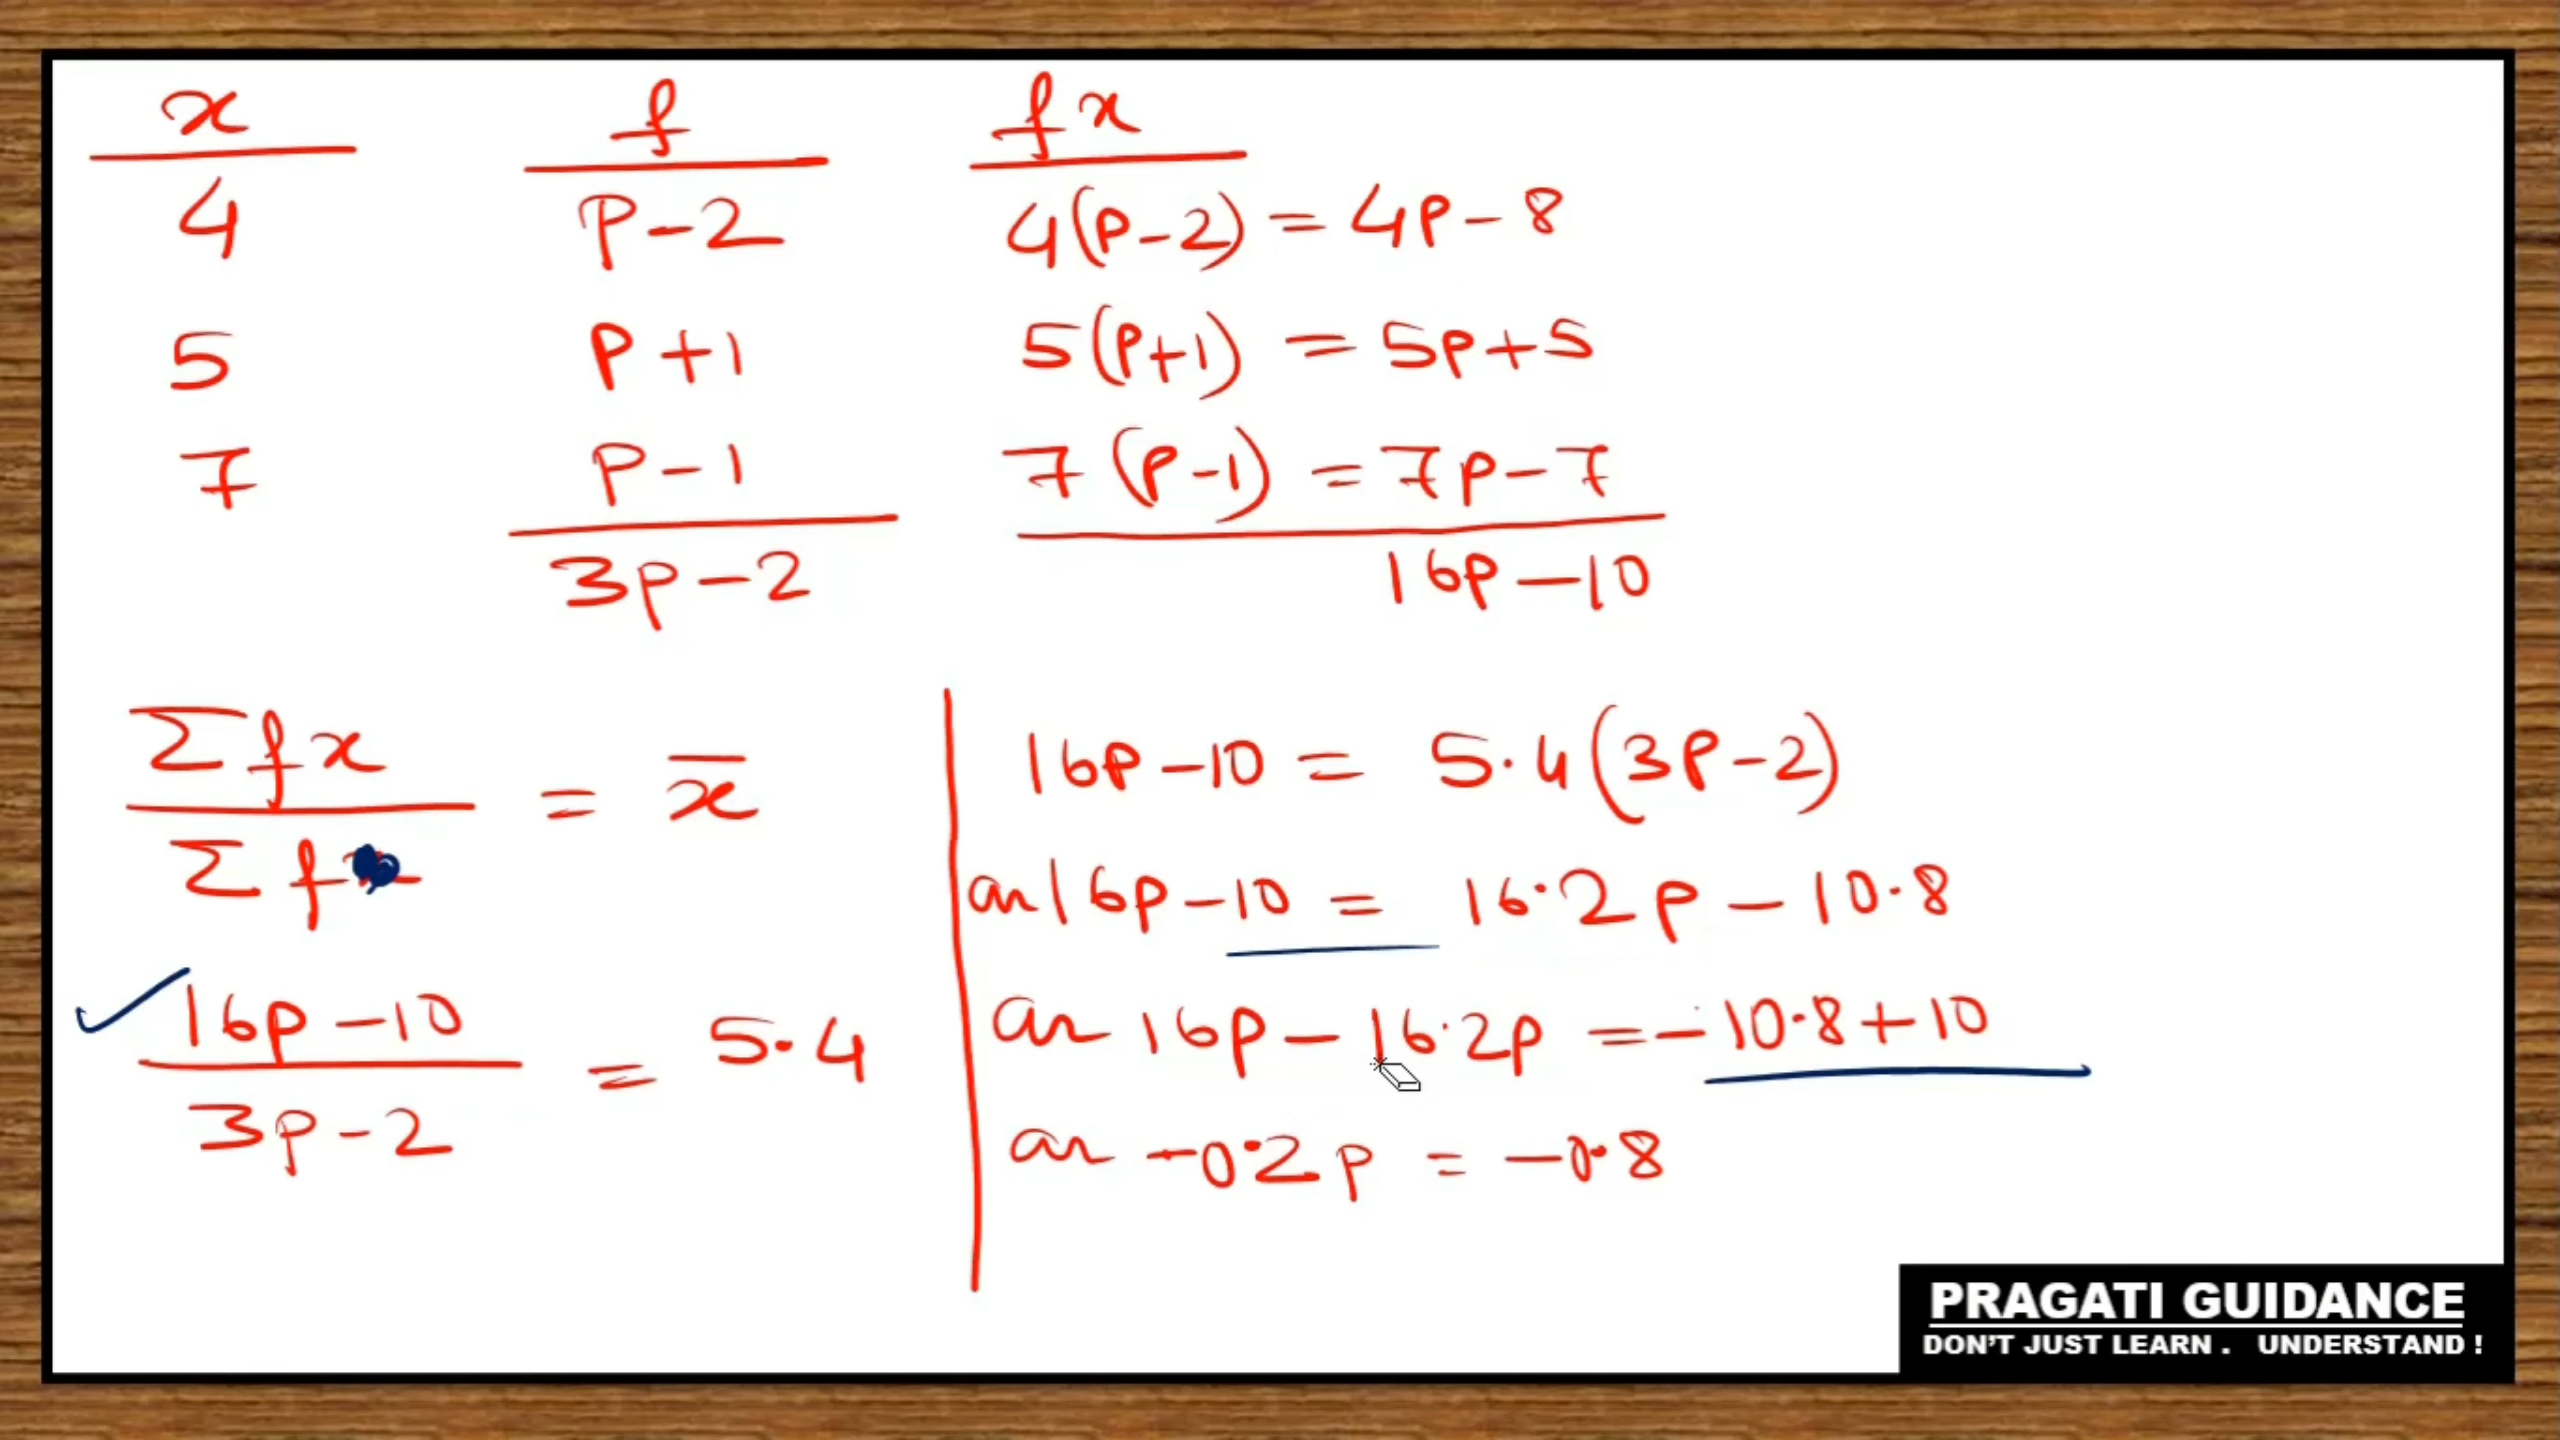 x f fx
4 P-2 4(P-2) = 4P-8
5 P+1 5(P+1) = 5P+5
7 P-1 7(P-1) = 7P-7
3p-2 16p-10
Σfx / Σf = x̄
16p-10 / 3p-2 = 5.4
16p-10 = 5.4(3P-2)
or 16p-10 = 16.2p-10.8
or 16p-16.2p = -10.8+10
or -0.2p = -0.8
PRAGATI GUIDANCE
DON'T JUST LEARN . UNDERSTAND !